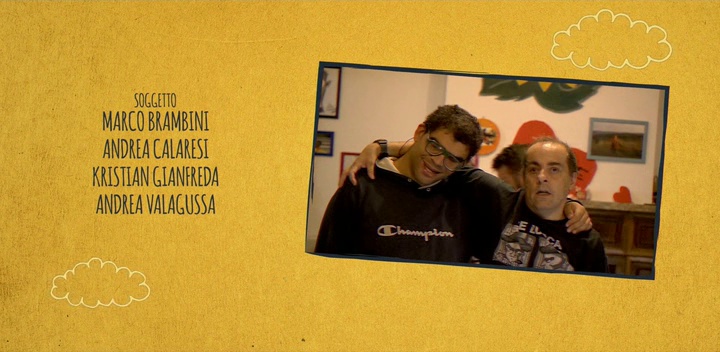 SOGGETTO
MARCO BRAMBINI
ANDREA CALARESI
KRISTIAN GIANFREDA
ANDREA VALAGUSSA
Champion